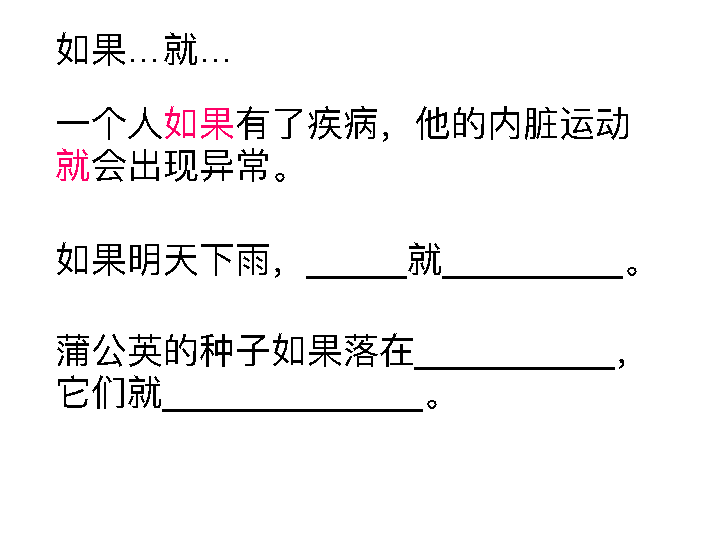 如果…就…
一个人如果有了疾病，他的内脏运动
就会出现异常。
如果明天下雨，______就__________。
蒲公英的种子如果落在___________，
它们就______________。